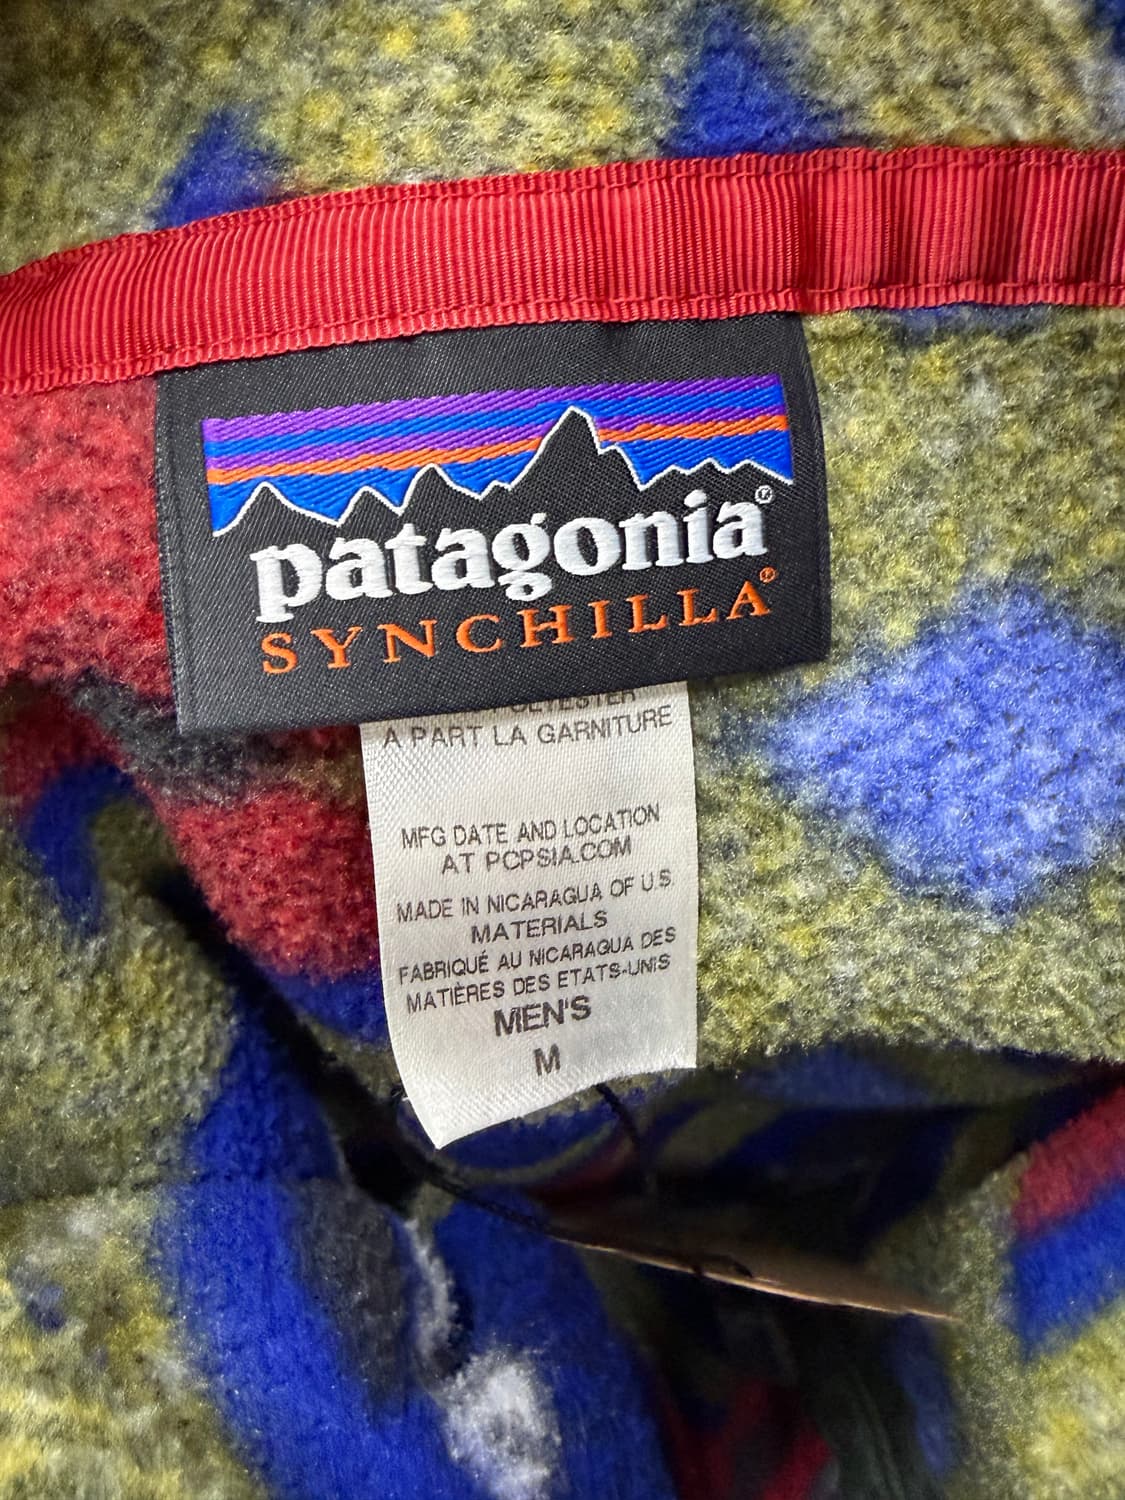 patagonia®
SYNCHILLA®
POLYESTER
A PART LA GARNITURE
MFG DATE AND LOCATION
AT PCPSIA.COM
MADE IN NICARAGUA OF U.S.
MATERIALS
FABRIQUÉ AU NICARAGUA DES
MATIÈRES DES ETATS-UNIS
MEN'S
M